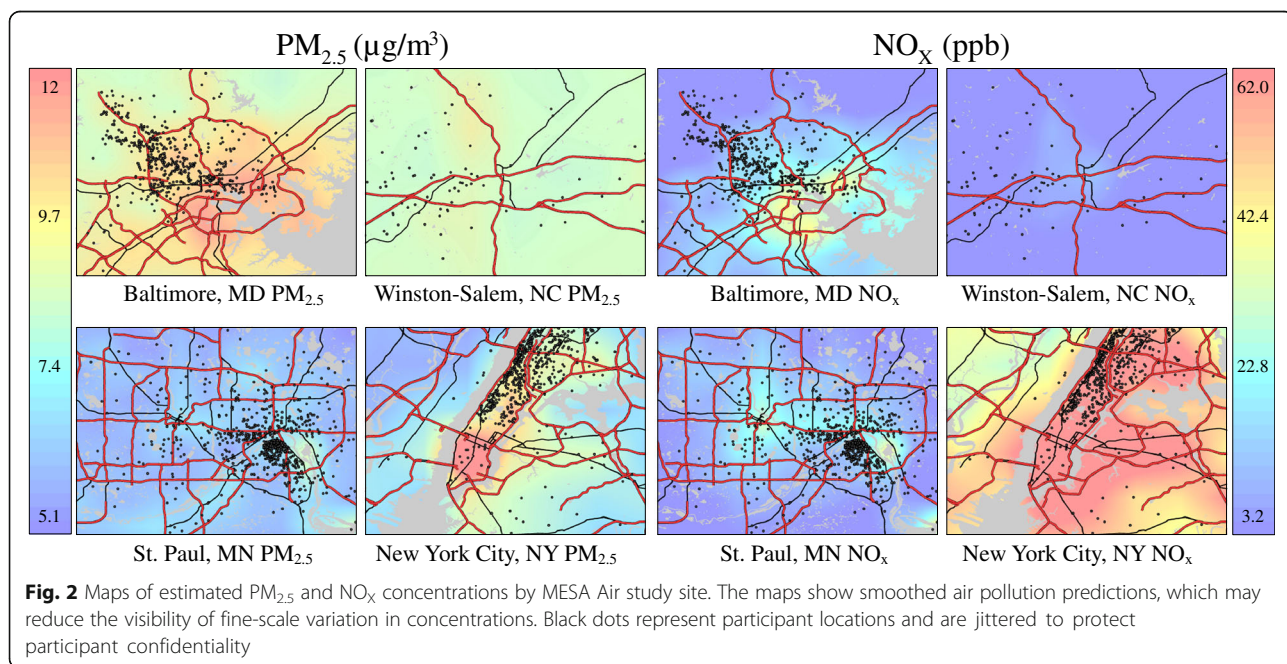 PM₂.₅ (µg/m³) NOₓ (ppb)
12
9.7
7.4
5.1
62.0
42.4
22.8
3.2
Baltimore, MD PM₂.₅ Winston-Salem, NC PM₂.₅ Baltimore, MD NOₓ Winston-Salem, NC NOₓ
St. Paul, MN PM₂.₅ New York City, NY PM₂.₅ St. Paul, MN NOₓ New York City, NY NOₓ
Fig. 2 Maps of estimated PM₂.₅ and NOₓ concentrations by MESA Air study site. The maps show smoothed air pollution predictions, which may
reduce the visibility of fine-scale variation in concentrations. Black dots represent participant locations and are jittered to protect
participant confidentiality